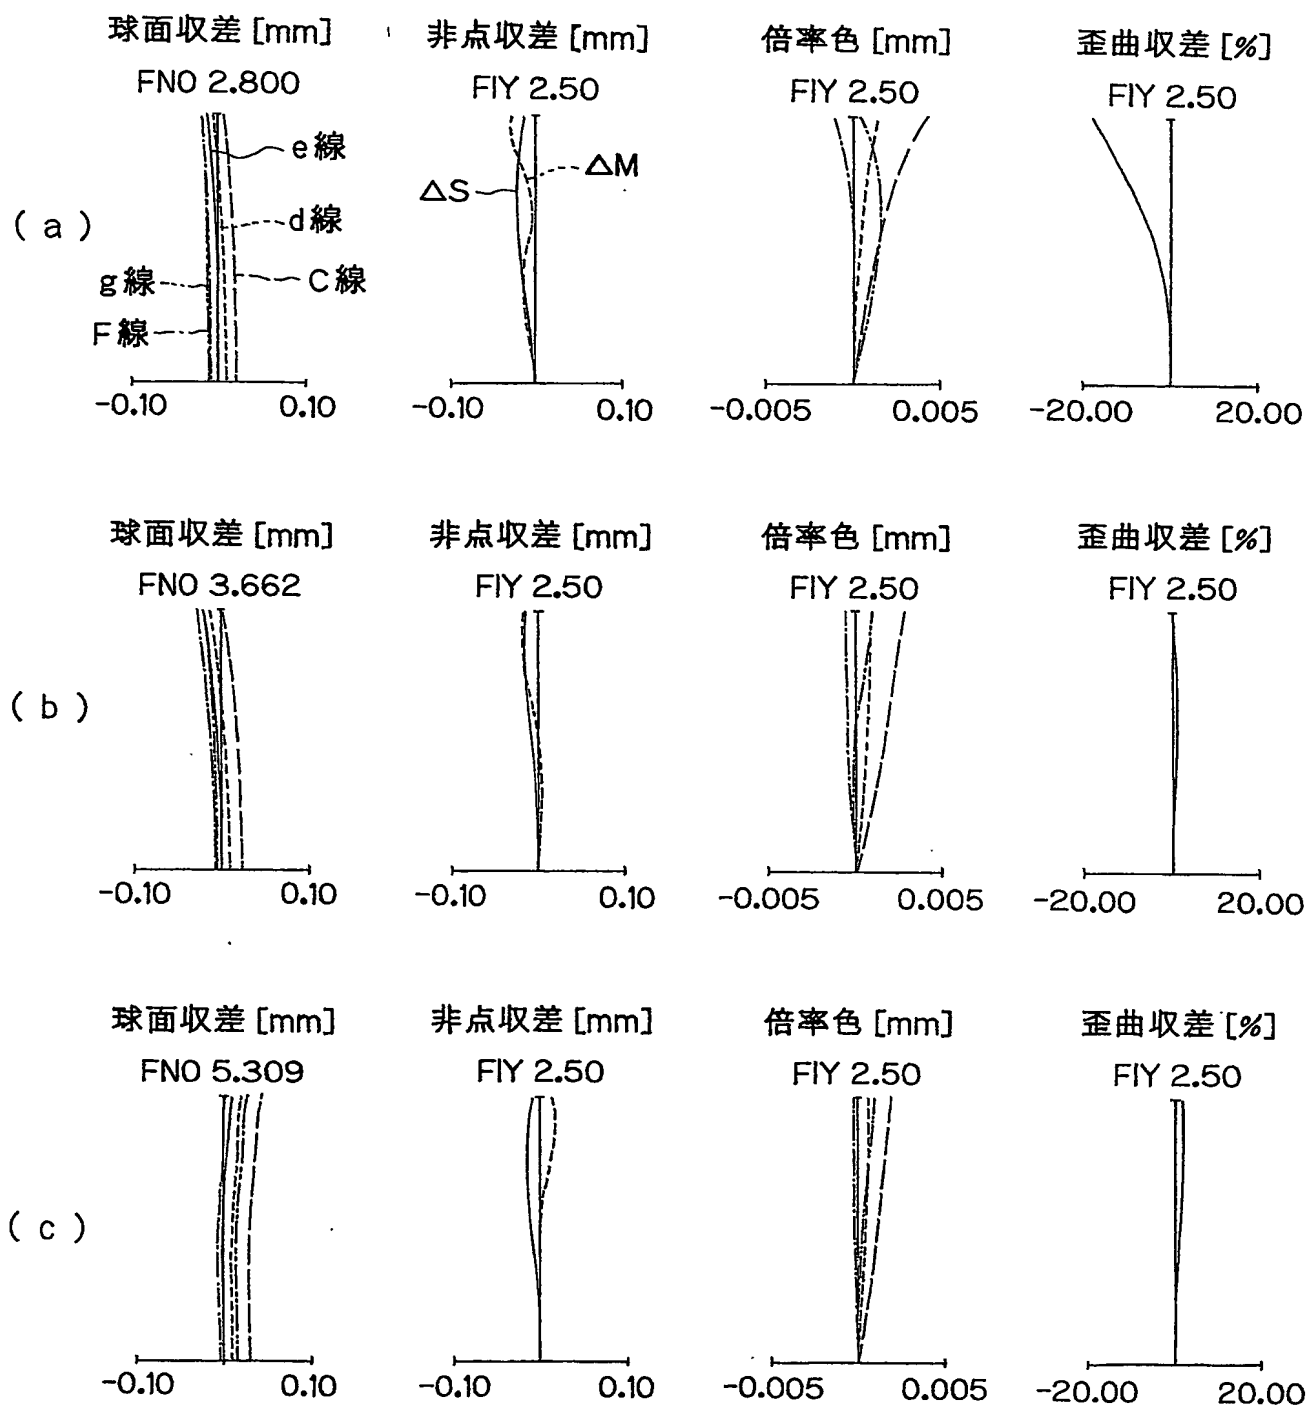 球面収差 [mm] 非点収差 [mm] 倍率色 [mm] 歪曲収差 [%]
FNO 2.800 FIY 2.50 FIY 2.50 FIY 2.50
e線
△M
△S
(a)
d線
g線
C線
F線
-0.10 0.10 -0.10 0.10 -0.005 0.005 -20.00 20.00
球面収差 [mm] 非点収差 [mm] 倍率色 [mm] 歪曲収差 [%]
FNO 3.662 FIY 2.50 FIY 2.50 FIY 2.50
(b)
-0.10 0.10 -0.10 0.10 -0.005 0.005 -20.00 20.00
球面収差 [mm] 非点収差 [mm] 倍率色 [mm] 歪曲収差 [%]
FNO 5.309 FIY 2.50 FIY 2.50 FIY 2.50
(c)
-0.10 0.10 -0.10 0.10 -0.005 0.005 -20.00 20.00